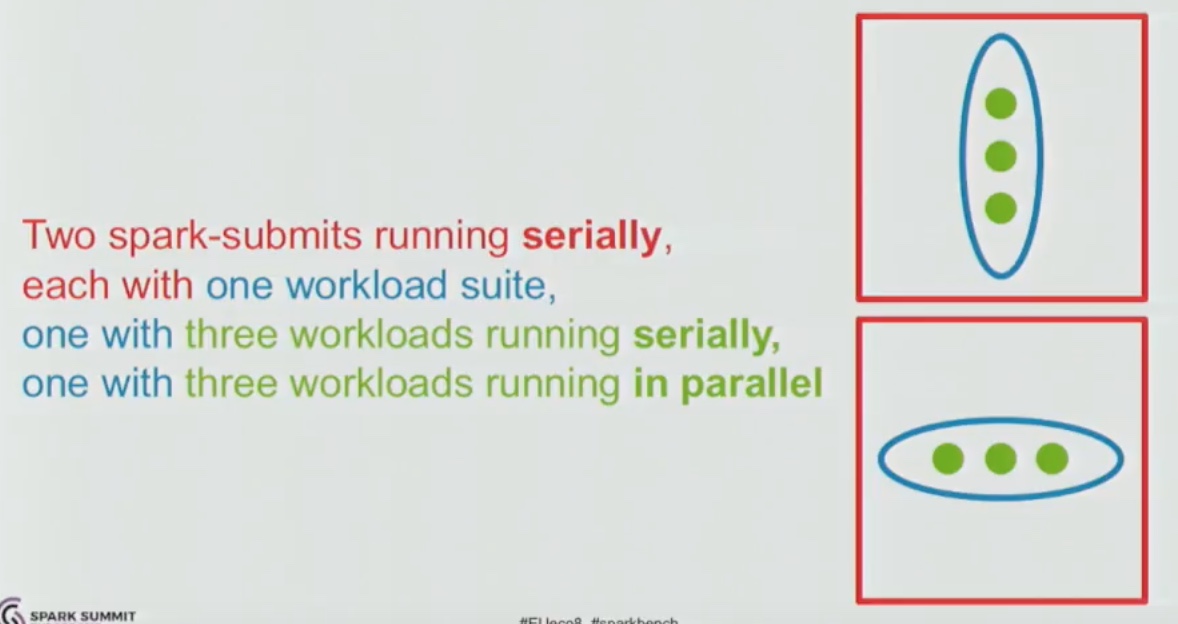 Two spark-submits running serially,
each with one workload suite,
one with three workloads running serially,
one with three workloads running in parallel
SPARK SUMMIT
#EUeco8 #sparkbench